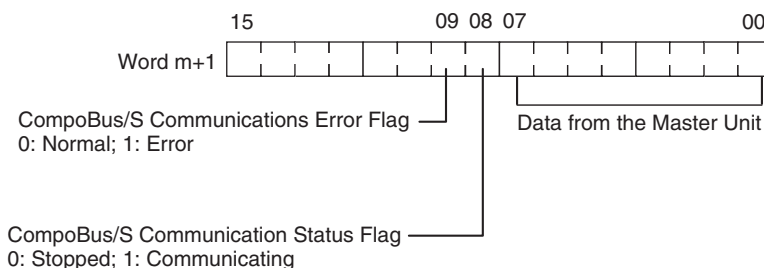 15 09 08 07 00
Word m+1
CompoBus/S Communications Error Flag
0: Normal; 1: Error
Data from the Master Unit
CompoBus/S Communication Status Flag
0: Stopped; 1: Communicating